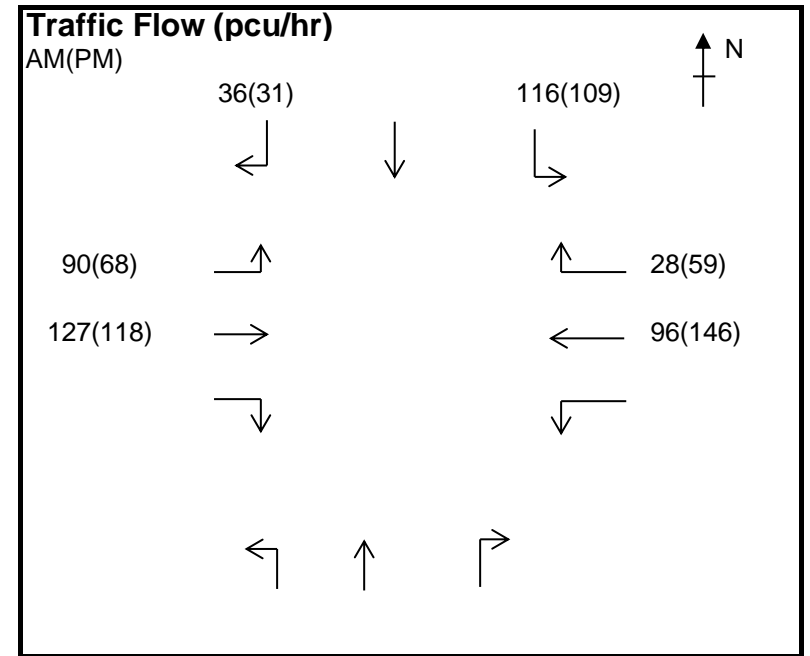 Traffic Flow (pcu/hr)
AM(PM)
N
36(31) 116(109)
90(68) 28(59)
127(118) 96(146)